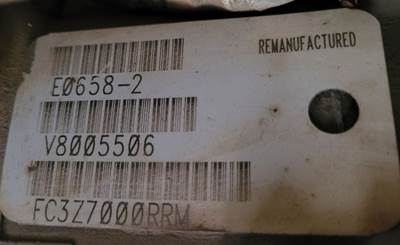 REMANUFACTURED
E0658-2
V8005506
FC3Z7000RRM